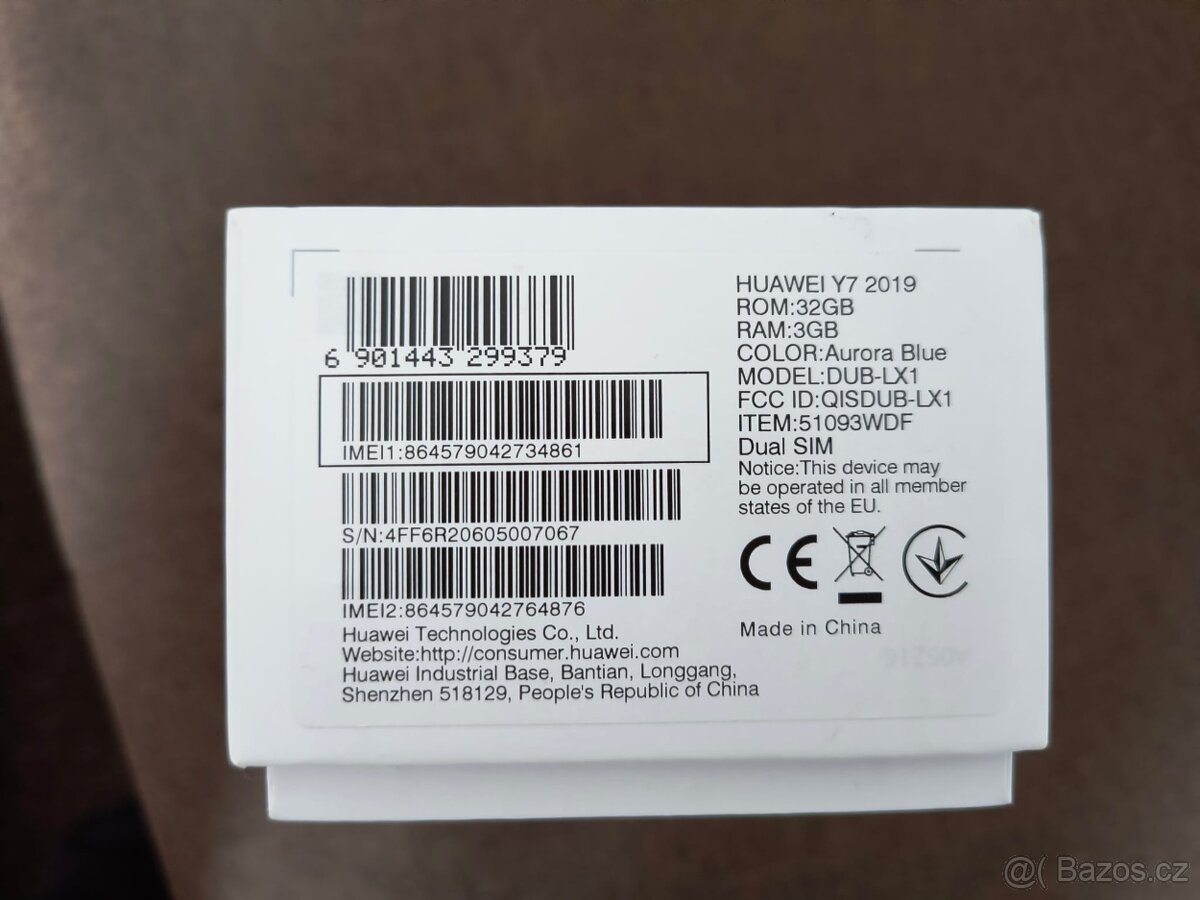 6 901443 299379
IMEI1:864579042734861
S/N:4FF6R20605007067
IMEI2:864579042764876
Huawei Technologies Co., Ltd.
Website:http://consumer.huawei.com
Huawei Industrial Base, Bantian, Longgang,
Shenzhen 518129, People's Republic of China
HUAWEI Y7 2019
ROM:32GB
RAM:3GB
COLOR:Aurora Blue
MODEL:DUB-LX1
FCC ID:QISDUB-LX1
ITEM:51093WDF
Dual SIM
Notice:This device may
be operated in all member
states of the EU.
CE
Made in China
@( Bazos.cz